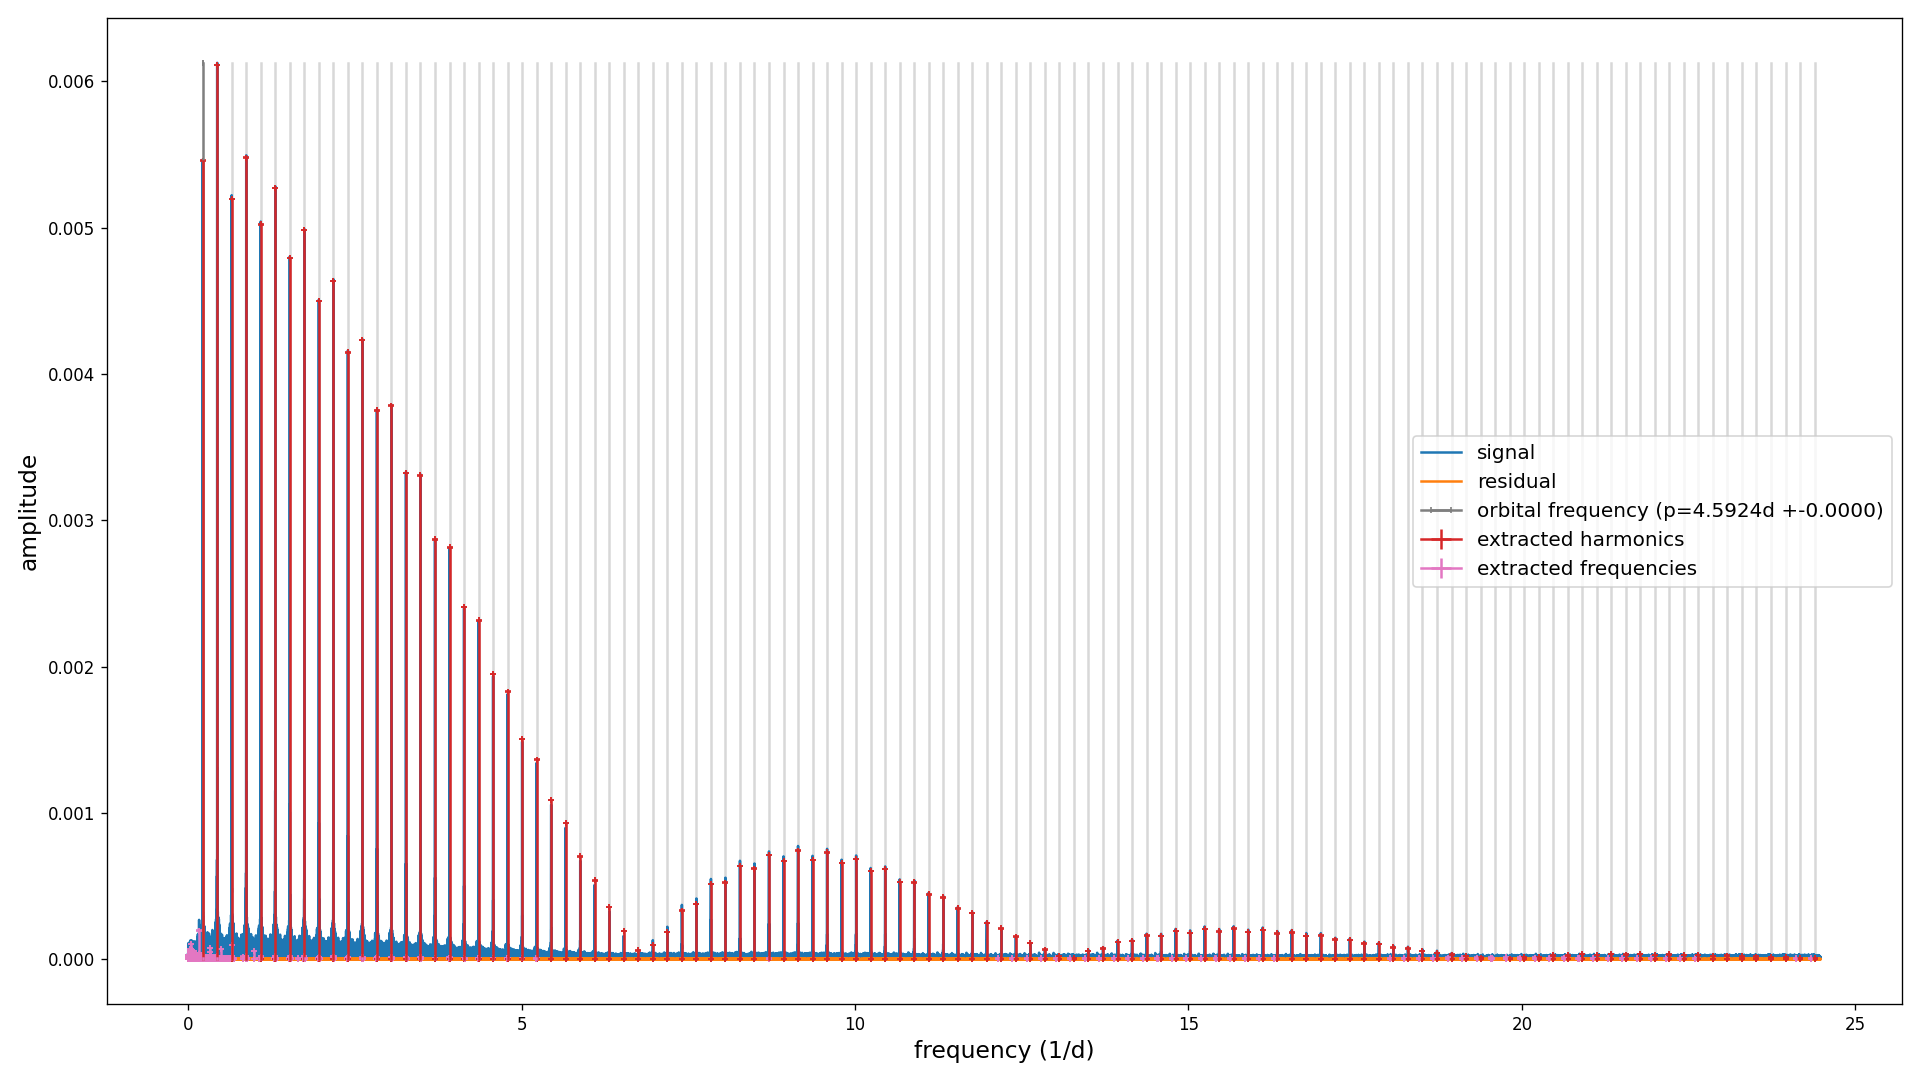 0.006
0.005
0.004
0.003
0.002
0.001
0.000
amplitude
signal
residual
orbital frequency (p=4.5924d +-0.0000)
extracted harmonics
extracted frequencies
0 5 10 15 20 25
frequency (1/d)